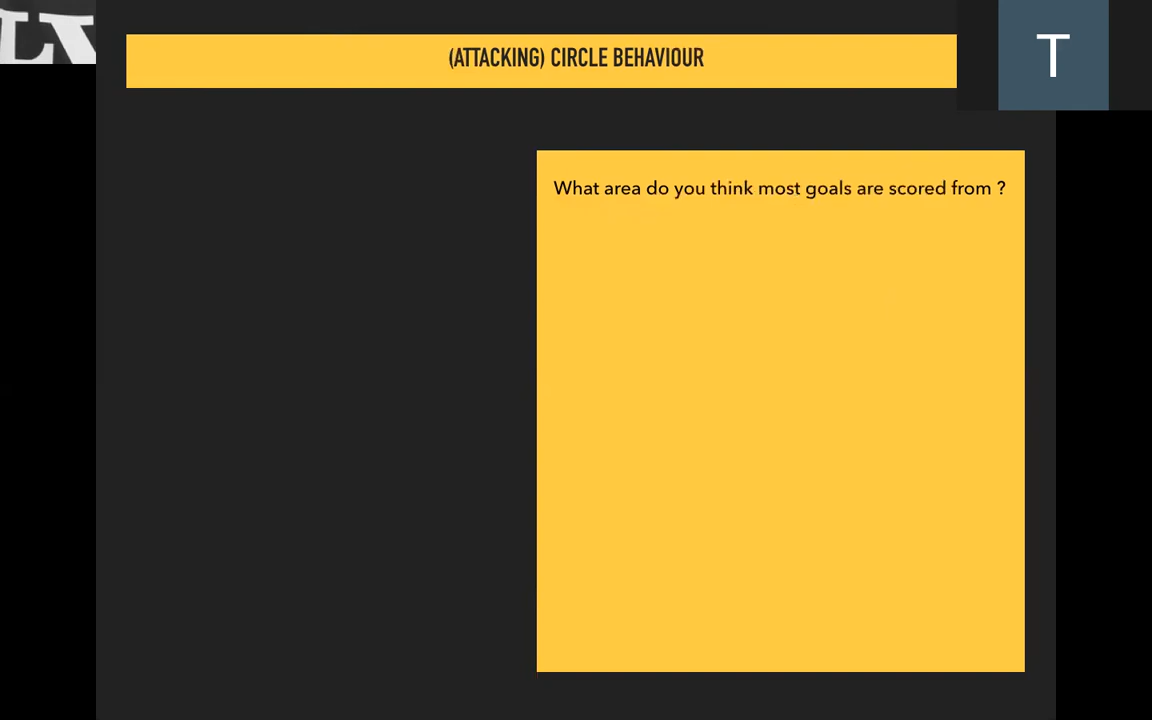 (ATTACKING) CIRCLE BEHAVIOUR
T
What area do you think most goals are scored from ?